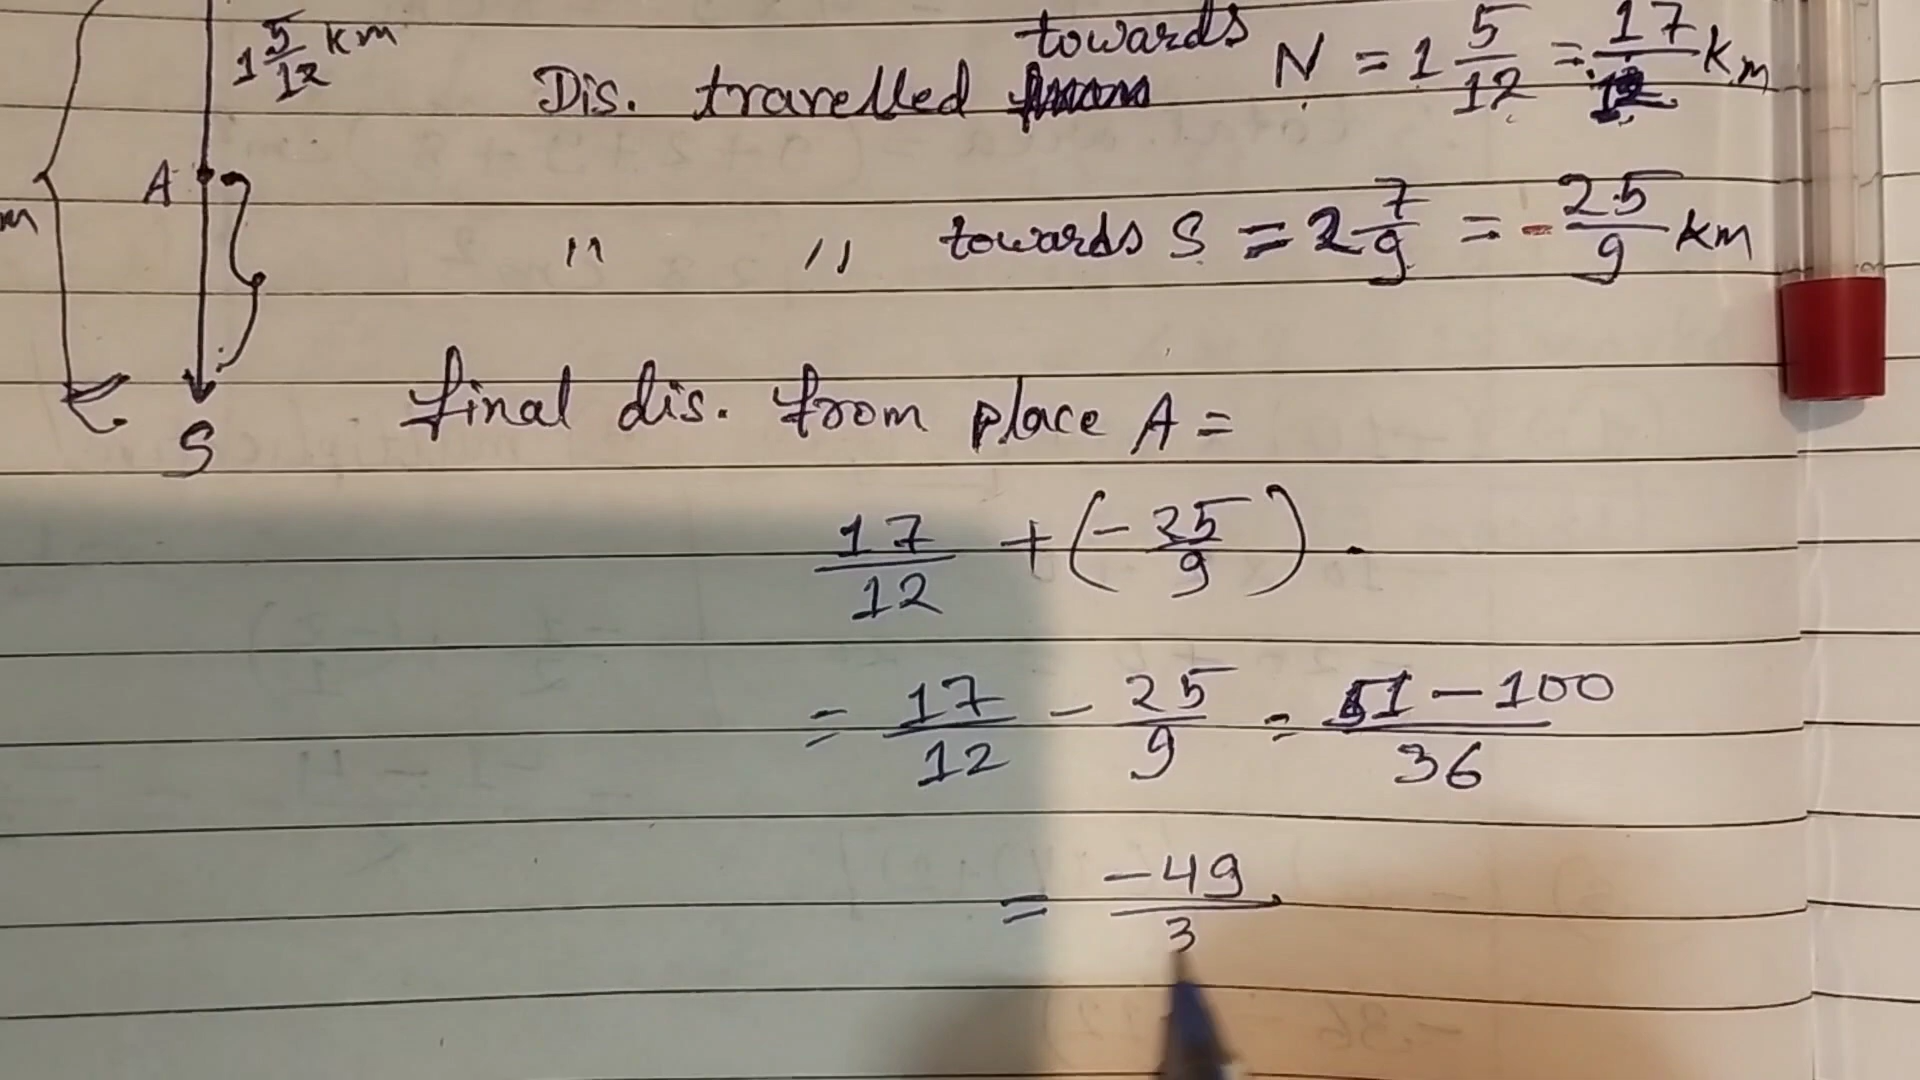 1 5/12 km
towards
Dis. travelled N = 1 5/12 = 17/12 km
A
m
" " towards S = 2 7/9 = - 25/9 km
S
final dis. from place A =
17/12 + (- 25/9)
= 17/12 - 25/9 = 51 - 100/36
= -49/3